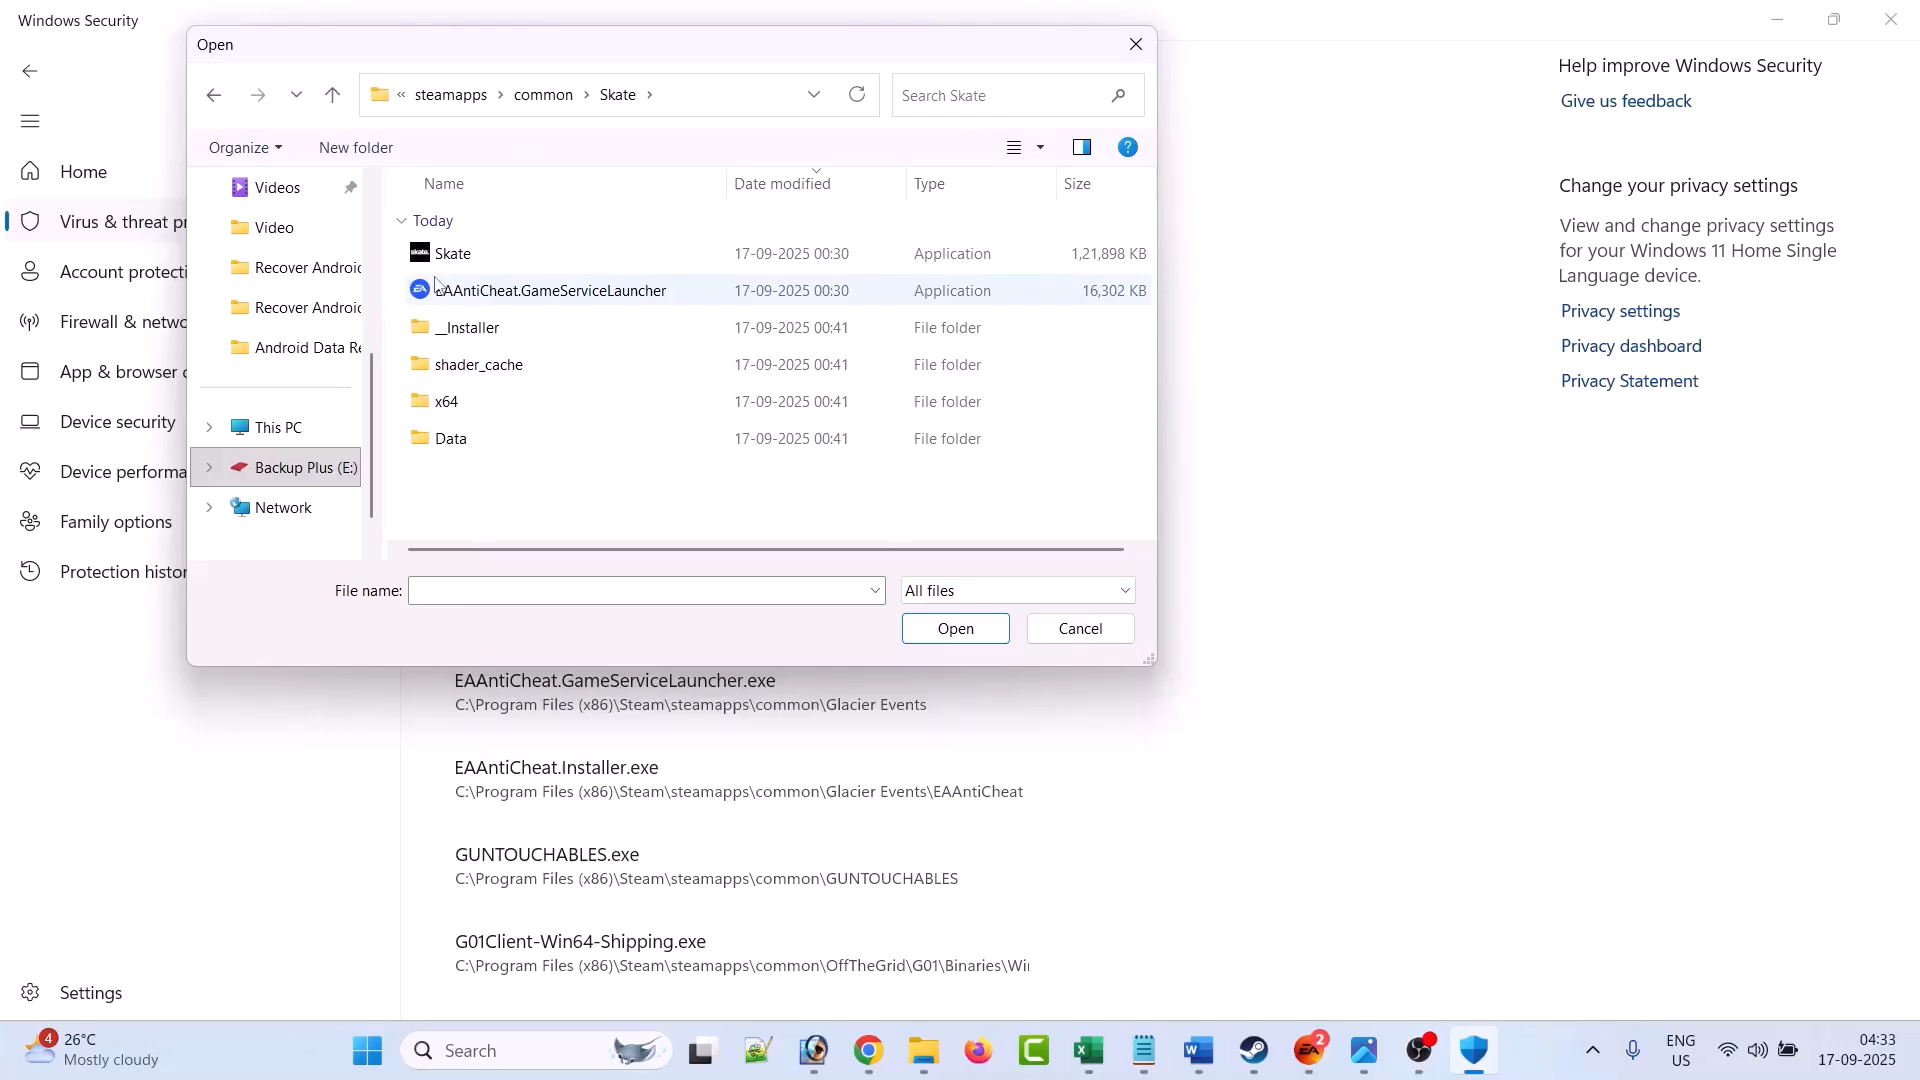 Windows Security
Open
« steamapps > common > Skate >
Search Skate
Organize
New folder
Name
Date modified
Type
Size
Videos
Video
Recover Android
Recover Android
Android Data Re
This PC
Backup Plus (E:)
Network
Today
Skate 17-09-2025 00:30 Application 1,21,898 KB
EAAntiCheat.GameServiceLauncher 17-09-2025 00:30 Application 16,302 KB
__Installer 17-09-2025 00:41 File folder
shader_cache 17-09-2025 00:41 File folder
x64 17-09-2025 00:41 File folder
Data 17-09-2025 00:41 File folder
File name:
All files
Open
Cancel
Home
Virus & threat pr
Account protecti
Firewall & netwo
App & browser c
Device security
Device performa
Family options
Protection histor
Settings
EAAntiCheat.GameServiceLauncher.exe
C:\Program Files (x86)\Steam\steamapps\common\Glacier Events
EAAntiCheat.Installer.exe
C:\Program Files (x86)\Steam\steamapps\common\Glacier Events\EAAntiCheat
GUNTOUCHABLES.exe
C:\Program Files (x86)\Steam\steamapps\common\GUNTOUCHABLES
G01Client-Win64-Shipping.exe
C:\Program Files (x86)\Steam\steamapps\common\OffTheGrid\G01\Binaries\Win
Help improve Windows Security
Give us feedback
Change your privacy settings
View and change privacy settings
for your Windows 11 Home Single
Language device.
Privacy settings
Privacy dashboard
Privacy Statement
4
26°C
Mostly cloudy
Search
2
ENG
US
04:33
17-09-2025